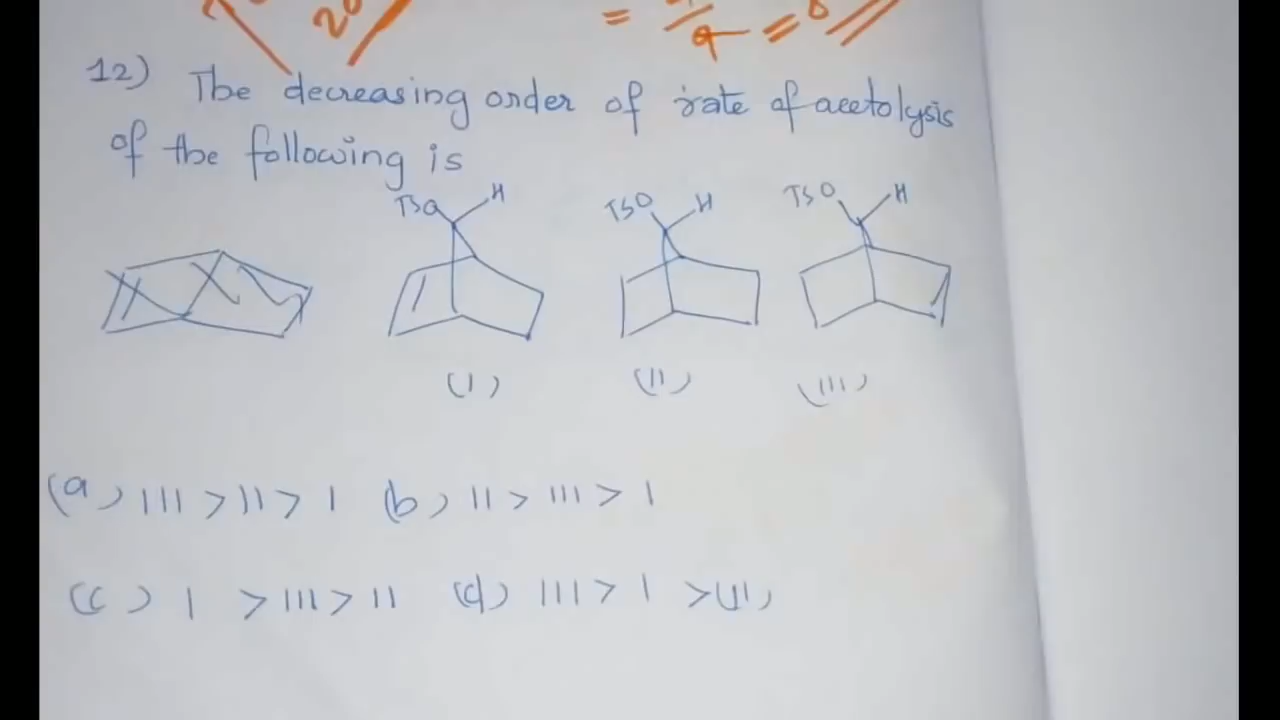 20
=
12) The decreasing order of rate of acetolysis
of the following is
TSO H TSO H TSO H
(I) (II) (III)
(a) III > II > I (b) II > III > I
(c) I > III > II (d) III > I > II